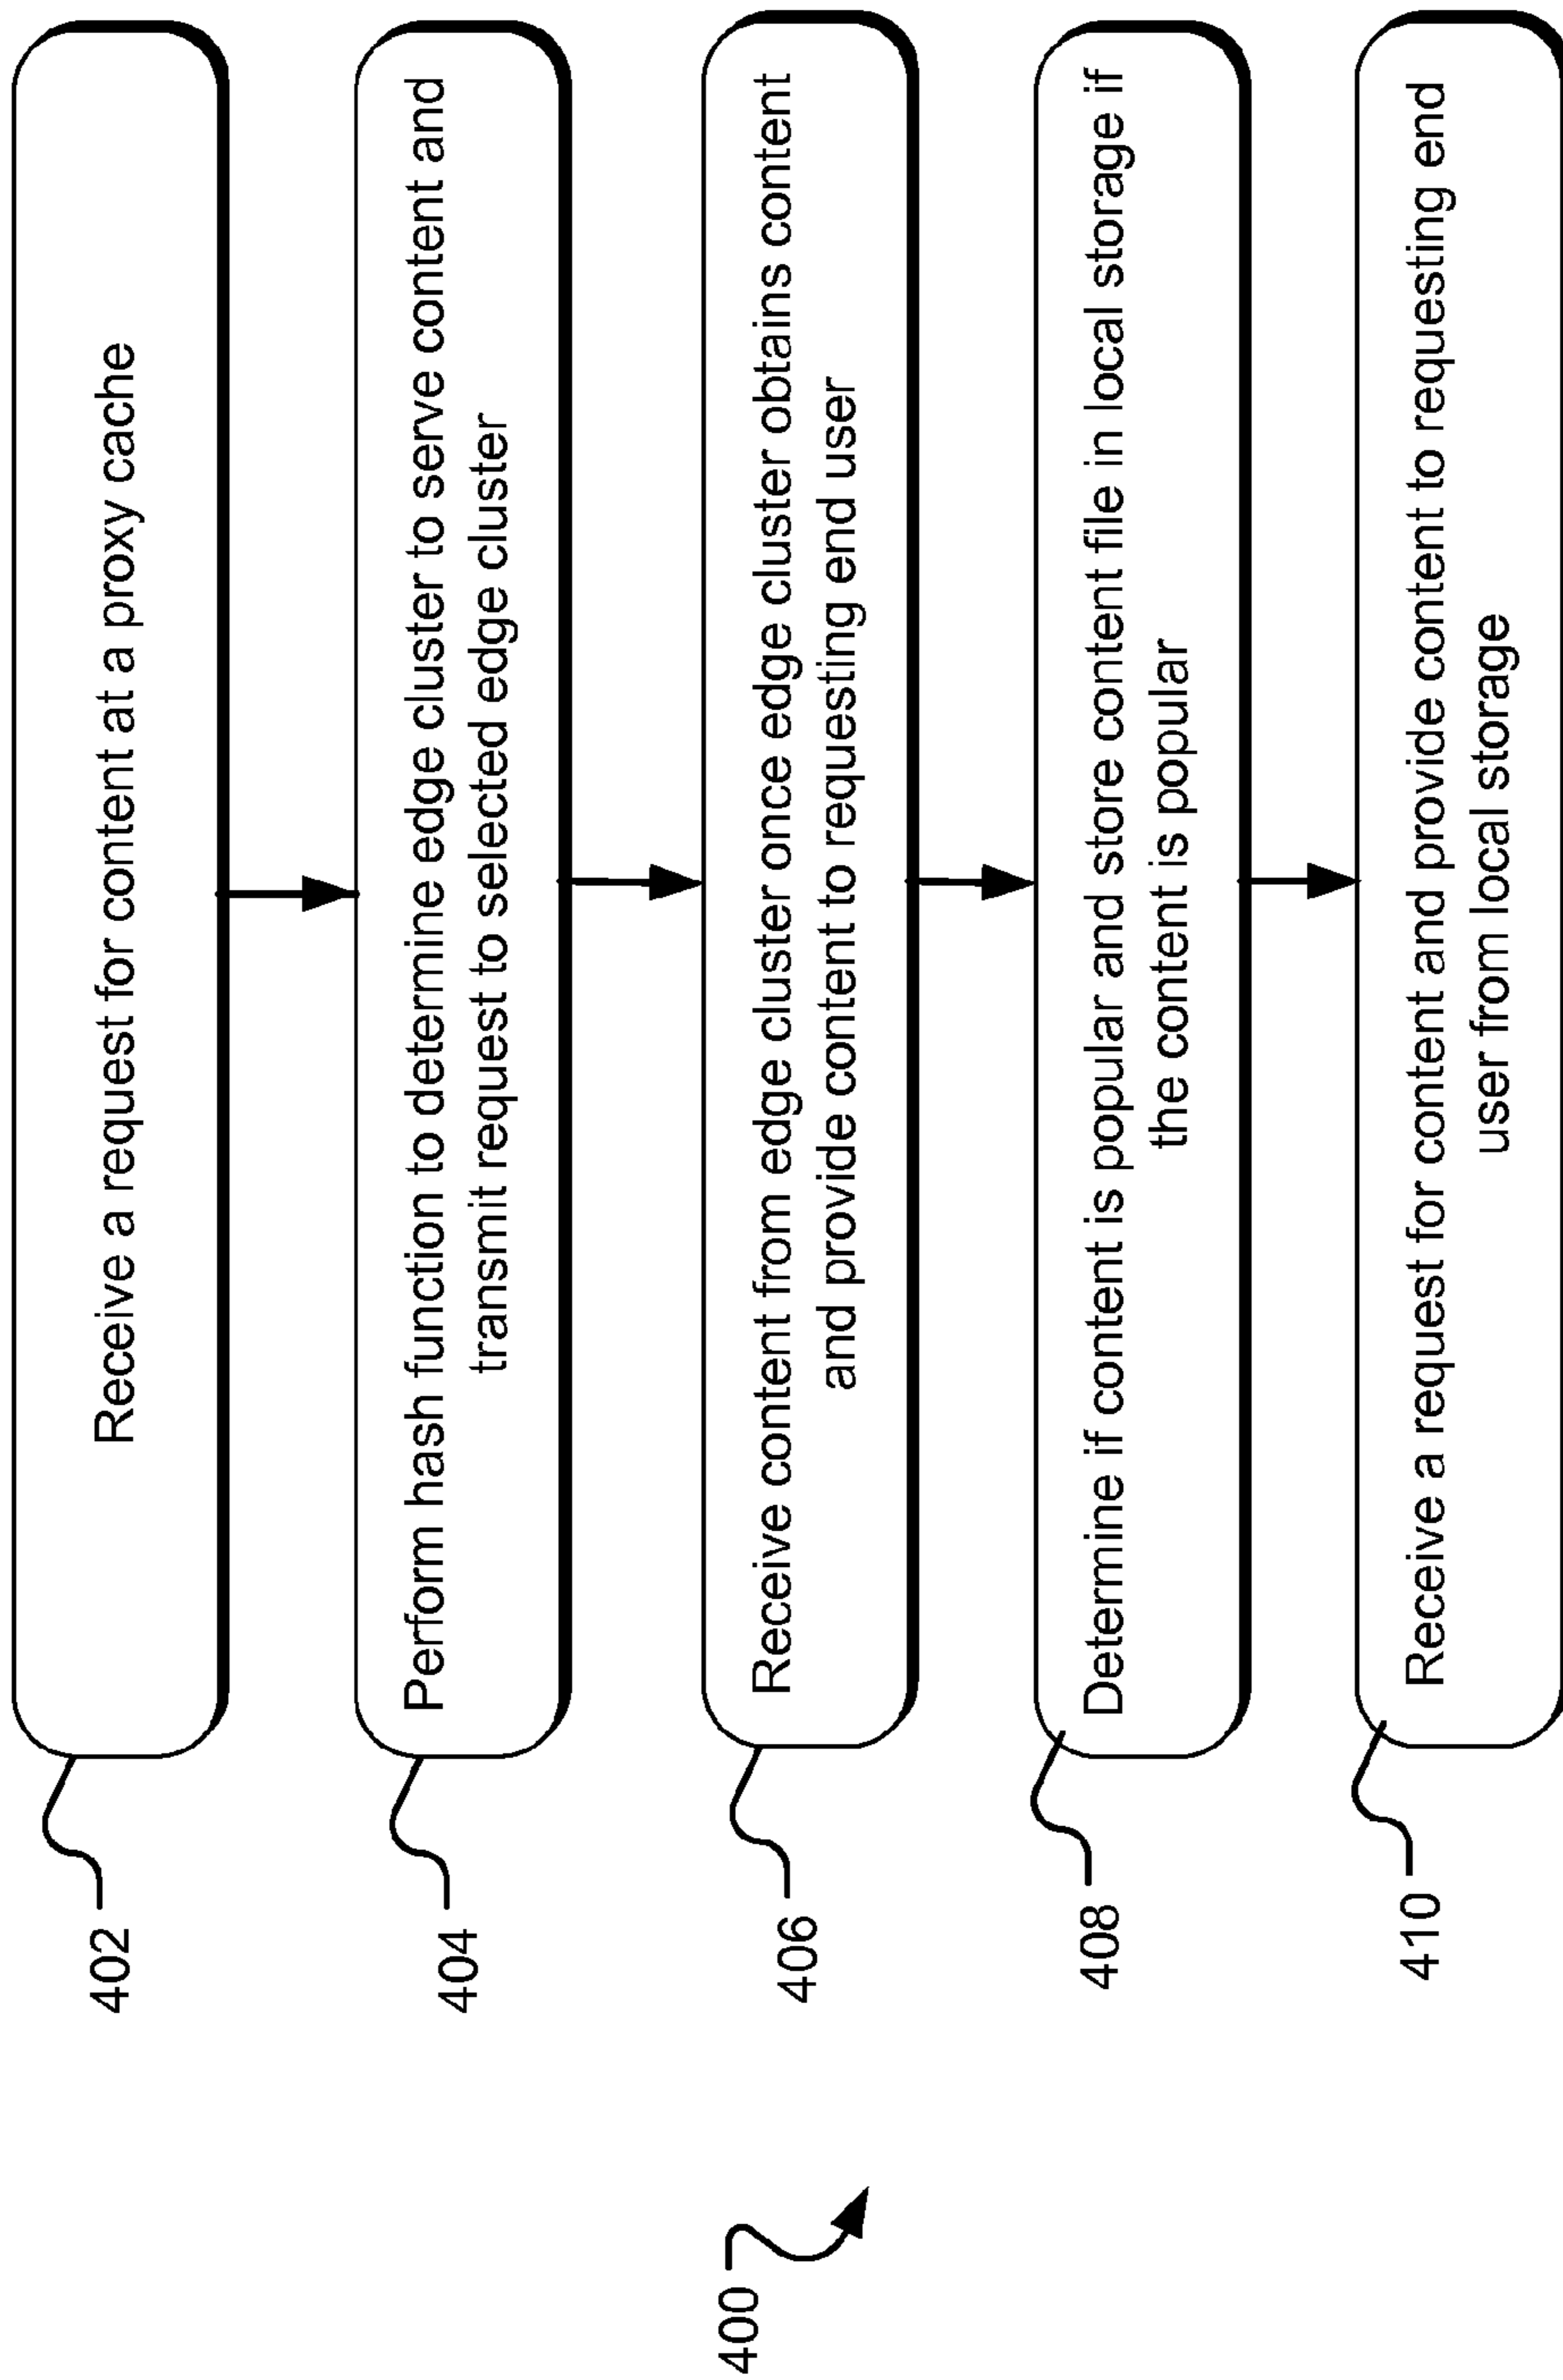 400
402
Receive a request for content at a proxy cache
404
Perform hash function to determine edge cluster to serve content and
transmit request to selected edge cluster
406
Receive content from edge cluster once edge cluster obtains content
and provide content to requesting end user
408
Determine if content is popular and store content file in local storage if
the content is popular
410
Receive a request for content and provide content to requesting end
user from local storage